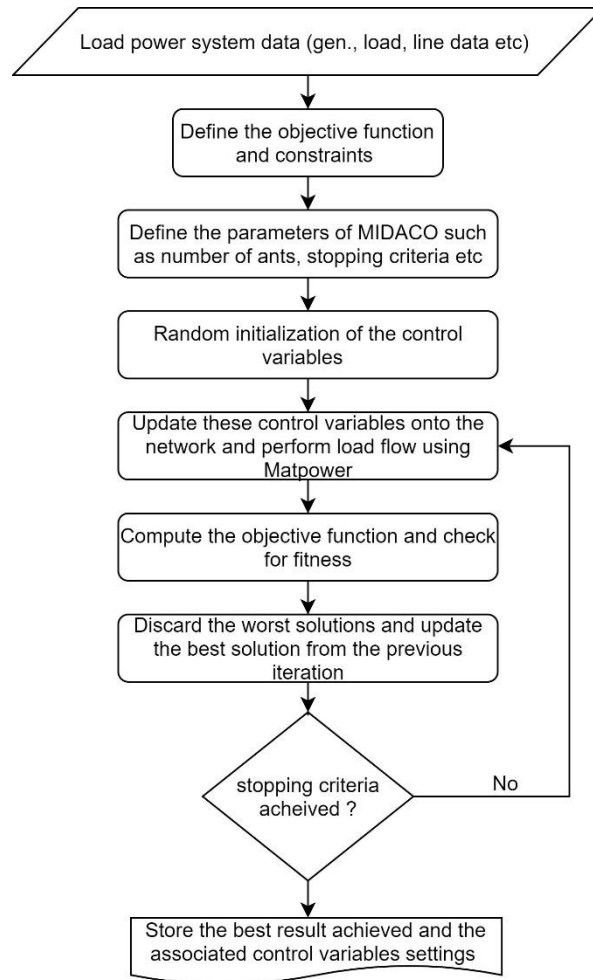 Load power system data (gen., load, line data etc)
Define the objective function
and constraints
Define the parameters of MIDACO such
as number of ants, stopping criteria etc
Random initialization of the control
variables
Update these control variables onto the
network and perform load flow using
Matpower
Compute the objective function and check
for fitness
Discard the worst solutions and update
the best solution from the previous
iteration
stopping criteria
acheived ?
No
Store the best result achieved and the
associated control variables settings